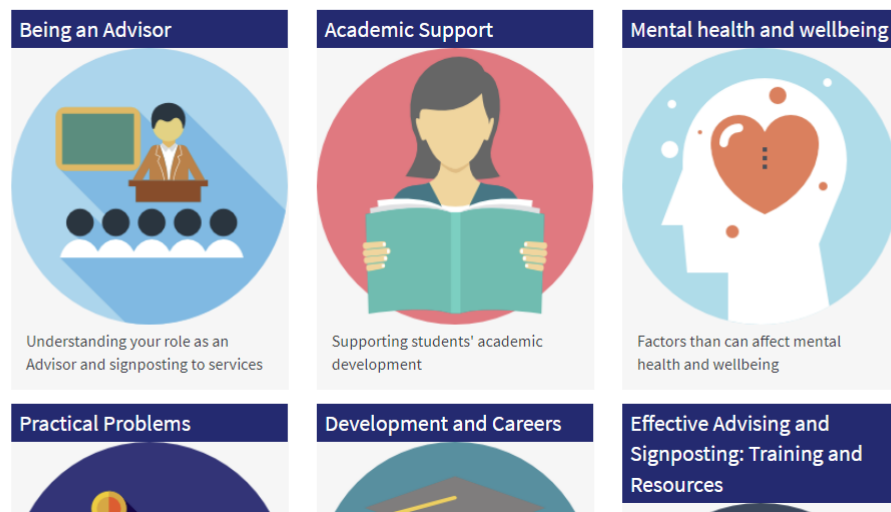 Being an Advisor
Academic Support
Mental health and wellbeing
Understanding your role as an
Advisor and signposting to services
Supporting students' academic
development
Factors than can affect mental
health and wellbeing
Practical Problems
Development and Careers
Effective Advising and
Signposting: Training and
Resources